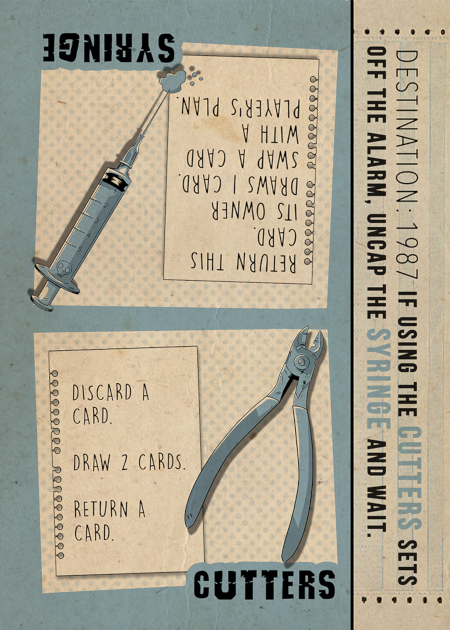 SYRINGE
RETURN THIS
CARD.
ITS OWNER
DRAWS 1 CARD.
SWAP A CARD
WITH A
PLAYER'S PLAN.
DISCARD A
CARD.
DRAW 2 CARDS.
RETURN A
CARD.
CUTTERS
DESTINATION: 1987 IF USING THE CUTTERS SETS
OFF THE ALARM, UNCAP THE SYRINGE AND WAIT.